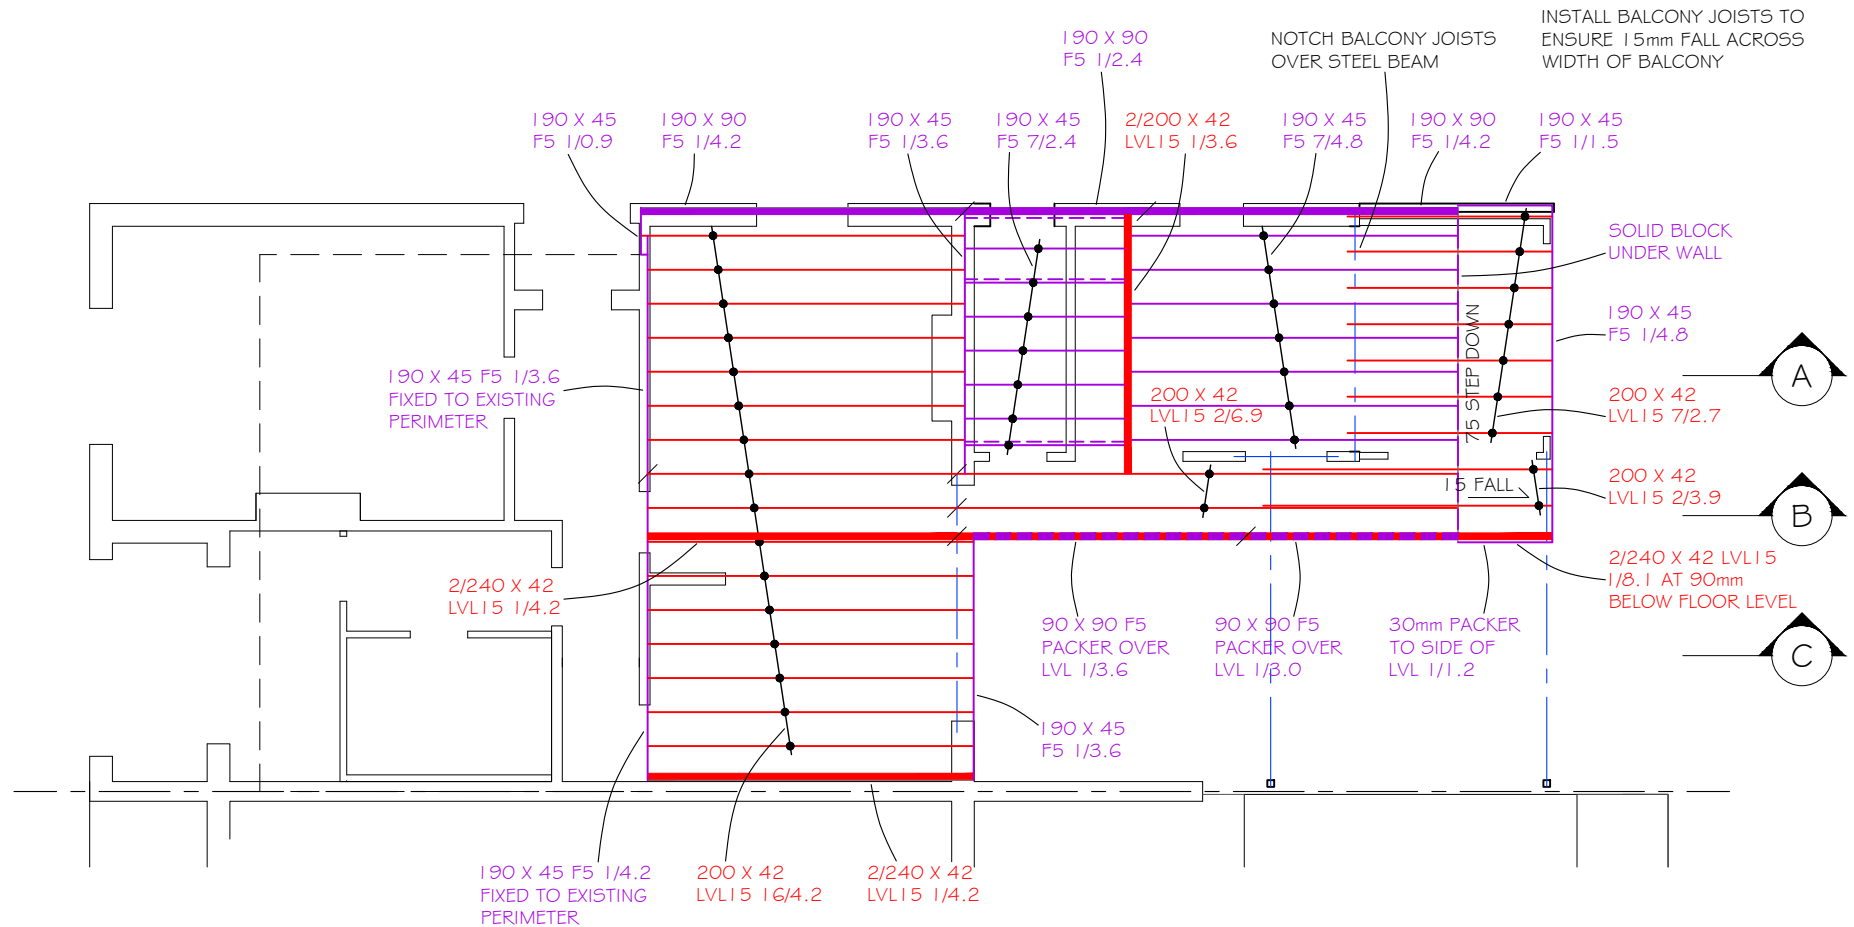 INSTALL BALCONY JOISTS TO
ENSURE 15mm FALL ACROSS
WIDTH OF BALCONY
190 X 90
F5 1/2.4
NOTCH BALCONY JOISTS
OVER STEEL BEAM
190 X 45
F5 1/0.9
190 X 90
F5 1/4.2
190 X 45
F5 1/3.6
190 X 45
F5 7/2.4
2/200 X 42
LVL15 1/3.6
190 X 45
F5 7/4.8
190 X 90
F5 1/4.2
190 X 45
F5 1/1.5
SOLID BLOCK
UNDER WALL
190 X 45
F5 1/4.8
75 STEP DOWN
A
190 X 45 F5 1/3.6
FIXED TO EXISTING
PERIMETER
200 X 42
LVL15 2/6.9
200 X 42
LVL15 7/2.7
15 FALL
200 X 42
LVL15 2/3.9
B
2/240 X 42
LVL15 1/4.2
2/240 X 42 LVL15
1/8.1 AT 90mm
BELOW FLOOR LEVEL
90 X 90 F5
PACKER OVER
LVL 1/3.6
90 X 90 F5
PACKER OVER
LVL 1/3.0
30mm PACKER
TO SIDE OF
LVL 1/1.2
C
190 X 45
F5 1/3.6
190 X 45 F5 1/4.2
FIXED TO EXISTING
PERIMETER
200 X 42
LVL15 16/4.2
2/240 X 42
LVL15 1/4.2